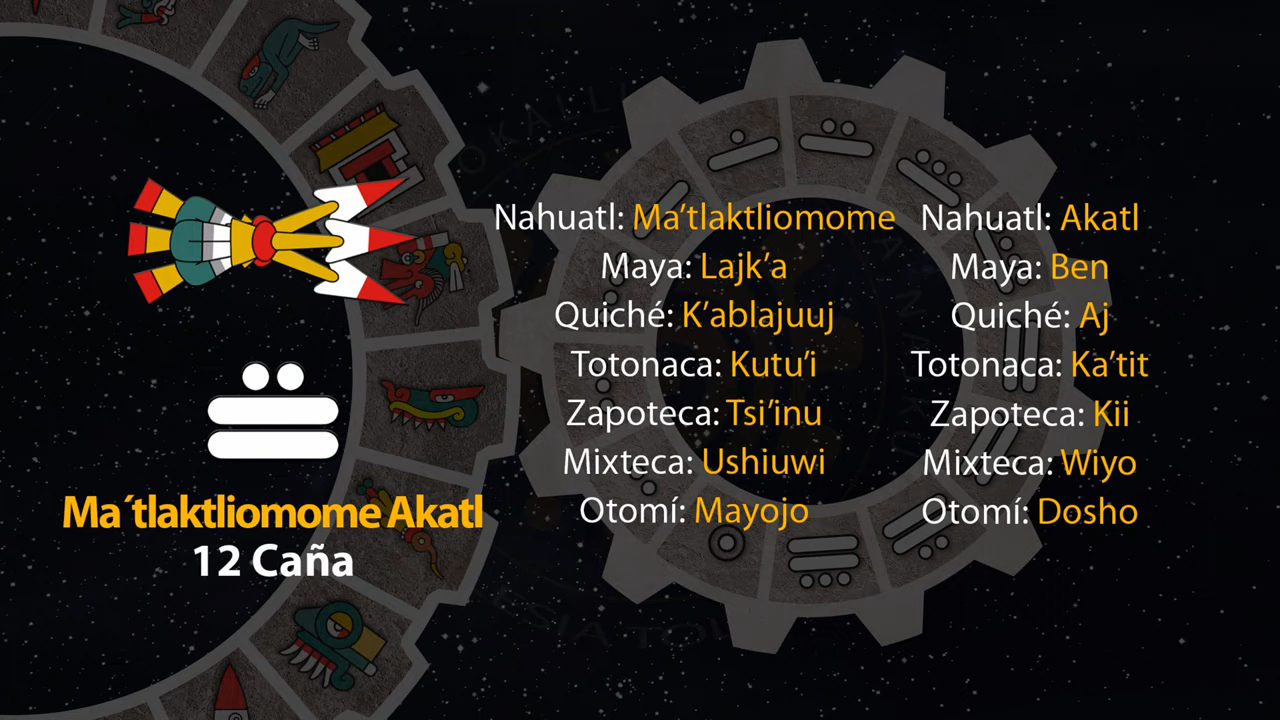 Ma´tlaktliomome Akatl
12 Caña
Nahuatl: Ma’tlaktliomome
Maya: Lajk’a
Quiché: K’ablajuuj
Totonaca: Kutu’i
Zapoteca: Tsi’inu
Mixteca: Ushiuwi
Otomí: Mayojo
Nahuatl: Akatl
Maya: Ben
Quiché: Aj
Totonaca: Ka’tit
Zapoteca: Kii
Mixteca: Wiyo
Otomí: Dosho